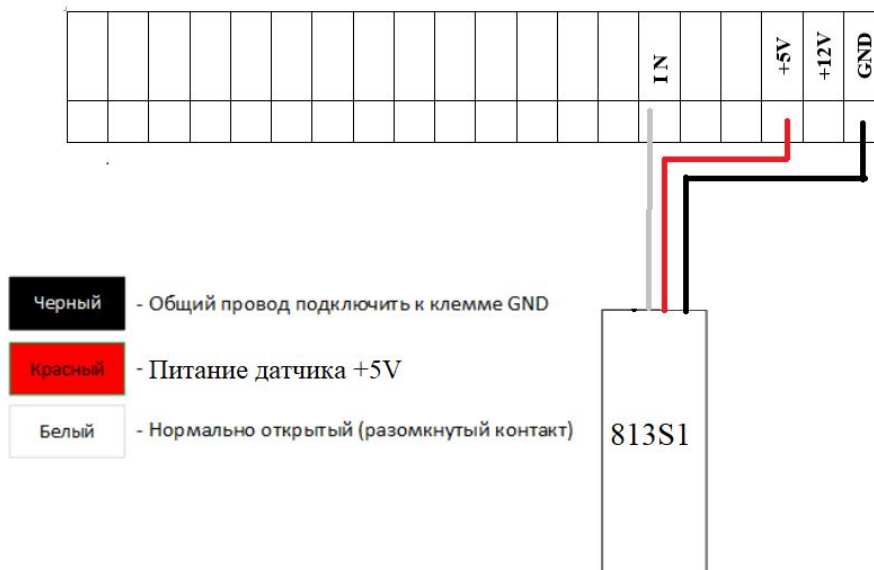 I N +5V +12V GND
Черный - Общий провод подключить к клемме GND
Красный - Питание датчика +5V
Белый - Нормально открытый (разомкнутый контакт)
813S1